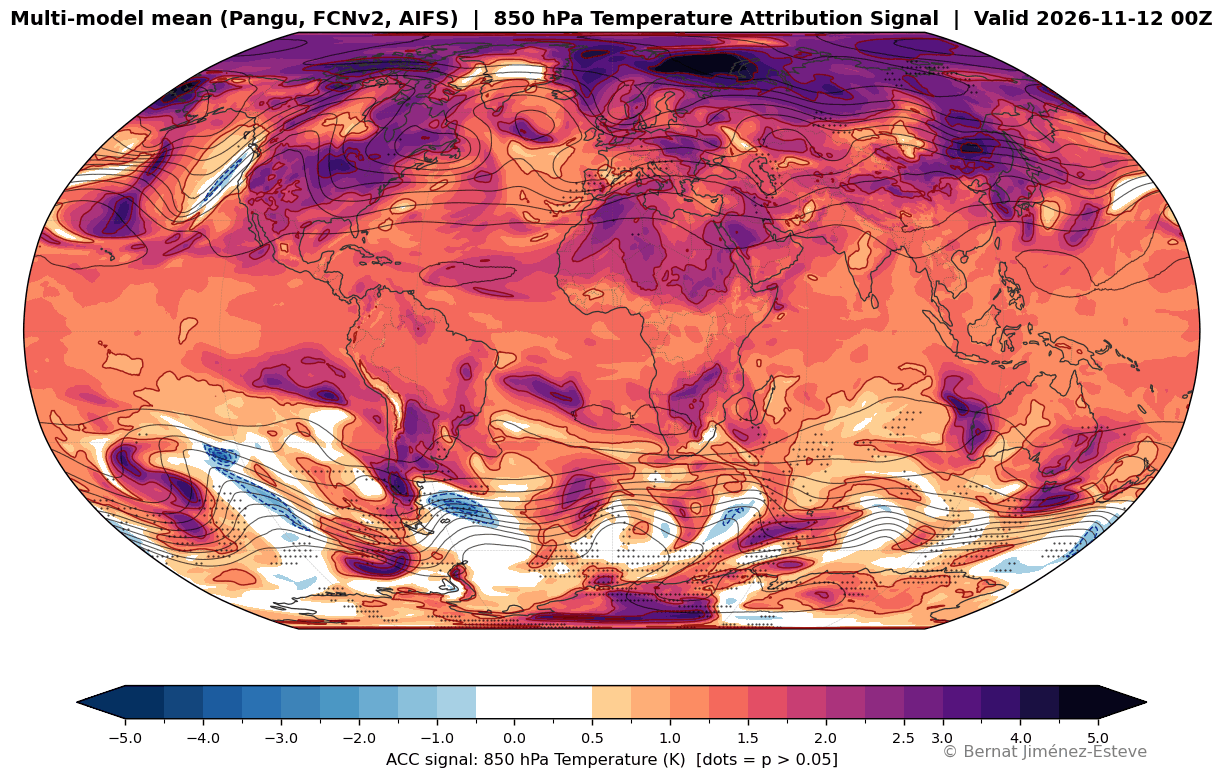 Multi-model mean (Pangu, FCNv2, AIFS)  |  850 hPa Temperature Attribution Signal  |  Valid 2026-11-12 00Z
−5.0 −4.0 −3.0 −2.0 −1.0 0.0 0.5 1.0 1.5 2.0 2.5 3.0 4.0 5.0
ACC signal: 850 hPa Temperature (K)  [dots = p > 0.05]
© Bernat Jiménez-Esteve